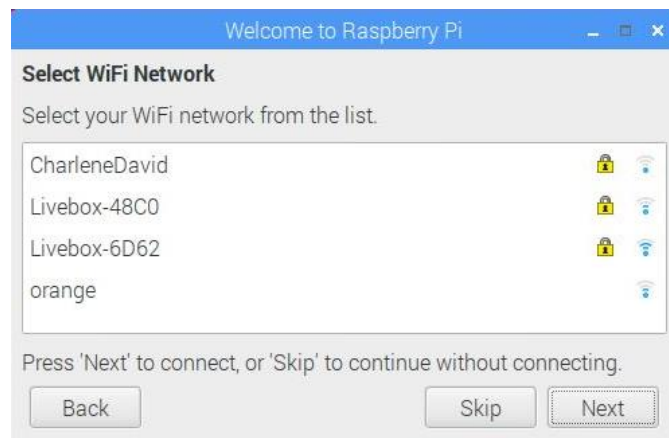 Welcome to Raspberry Pi
Select WiFi Network
Select your WiFi network from the list.
CharleneDavid
Livebox-48C0
Livebox-6D62
orange
Press 'Next' to connect, or 'Skip' to continue without connecting.
Back Skip Next